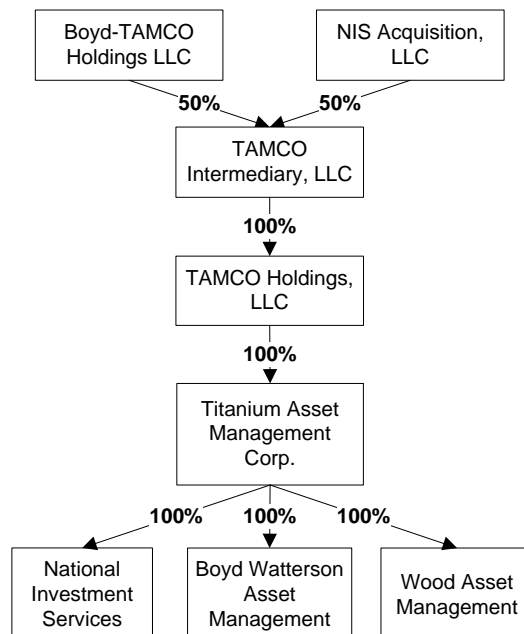 Boyd-TAMCO
Holdings LLC
NIS Acquisition,
LLC
50%
50%
TAMCO
Intermediary, LLC
100%
TAMCO Holdings,
LLC
100%
Titanium Asset
Management
Corp.
100%
100%
100%
National
Investment
Services
Boyd Watterson
Asset
Management
Wood Asset
Management